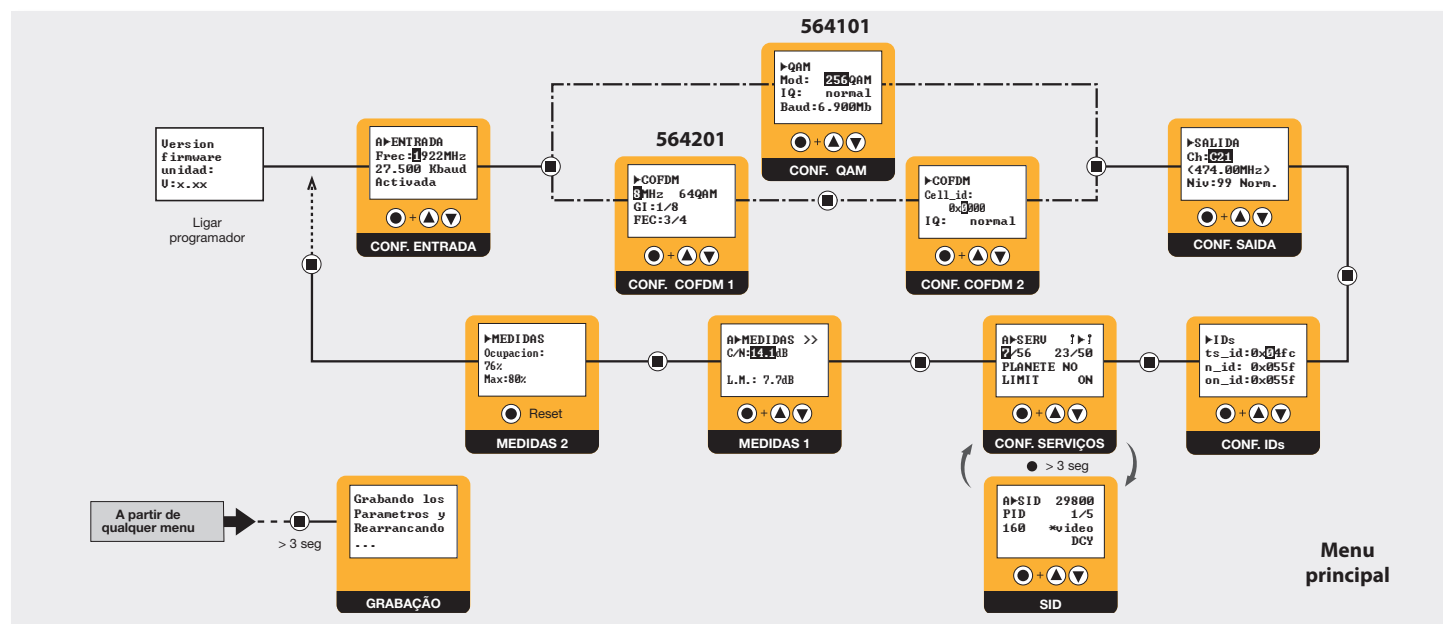 564101
►QAM
Mod: 256QAM
IQ: normal
Baud:6.900Mb
+
CONF. QAM
Version
firmware
unidad:
V:x.xx
Ligar
programador
A►ENTRADA
Frec:1922MHz
27.500 Kbaud
Activada
+
CONF. ENTRADA
564201
►COFDM
8MHz 64QAM
GI:1/8
FEC:3/4
+
CONF. COFDM 1
►COFDM
Cell_id:
0x0000
IQ: normal
+
CONF. COFDM 2
►SALIDA
Ch:C21
(474.00MHz)
Niv:99 Norm.
+
CONF. SAIDA
►MEDIDAS
Ocupacion:
76%
Max:80%
Reset
MEDIDAS 2
A►MEDIDAS >>
C/N:14.1dB
L.M.: 7.7dB
+
MEDIDAS 1
A►SERV
7/56 23/50
PLANETE NO
LIMIT ON
+
CONF. SERVIÇOS
> 3 seg
►IDs
ts_id:0x04fc
n_id: 0x055f
on_id:0x055f
+
CONF. IDs
A►SID 29800
PID 1/5
160 *video
DCY
+
SID
A partir de
qualquer menu
> 3 seg
Grabando los
Parametros y
Rearrancando
...
GRABAÇÃO
Menu
principal